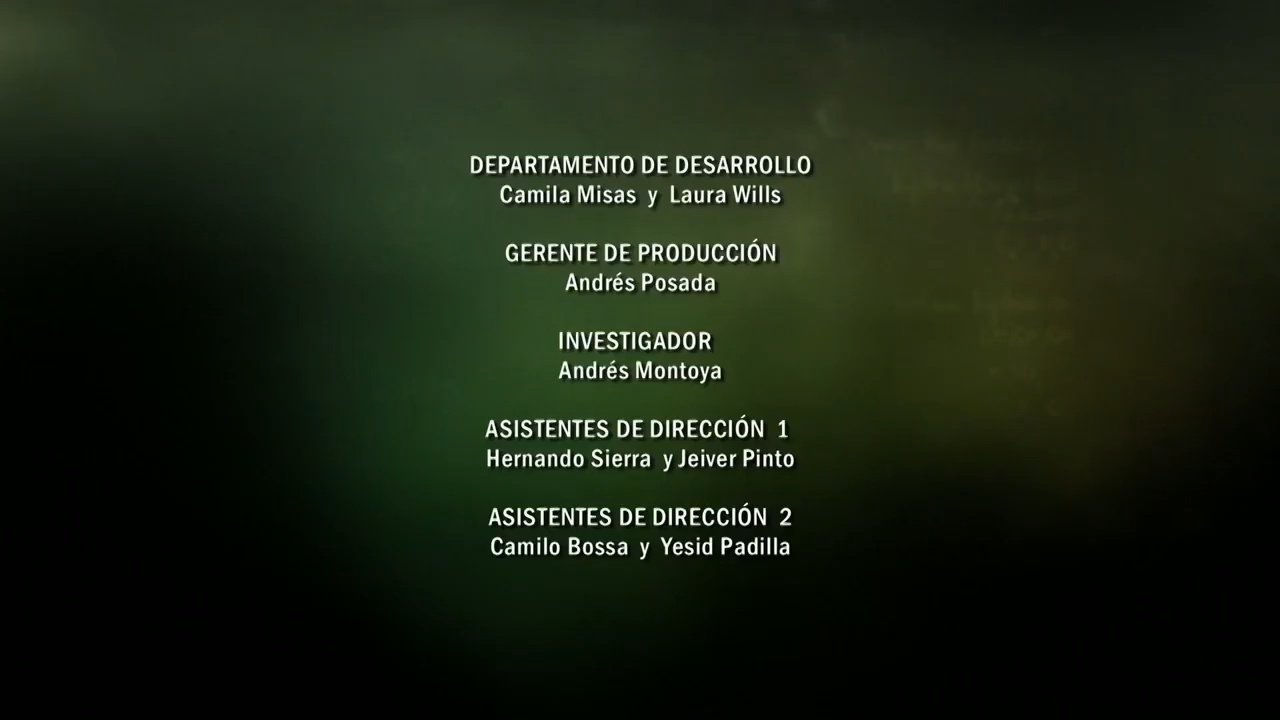 DEPARTAMENTO DE DESARROLLO
Camila Misas y Laura Wills
GERENTE DE PRODUCCIÓN
Andrés Posada
INVESTIGADOR
Andrés Montoya
ASISTENTES DE DIRECCIÓN 1
Hernando Sierra y Jeiver Pinto
ASISTENTES DE DIRECCIÓN 2
Camilo Bossa y Yesid Padilla